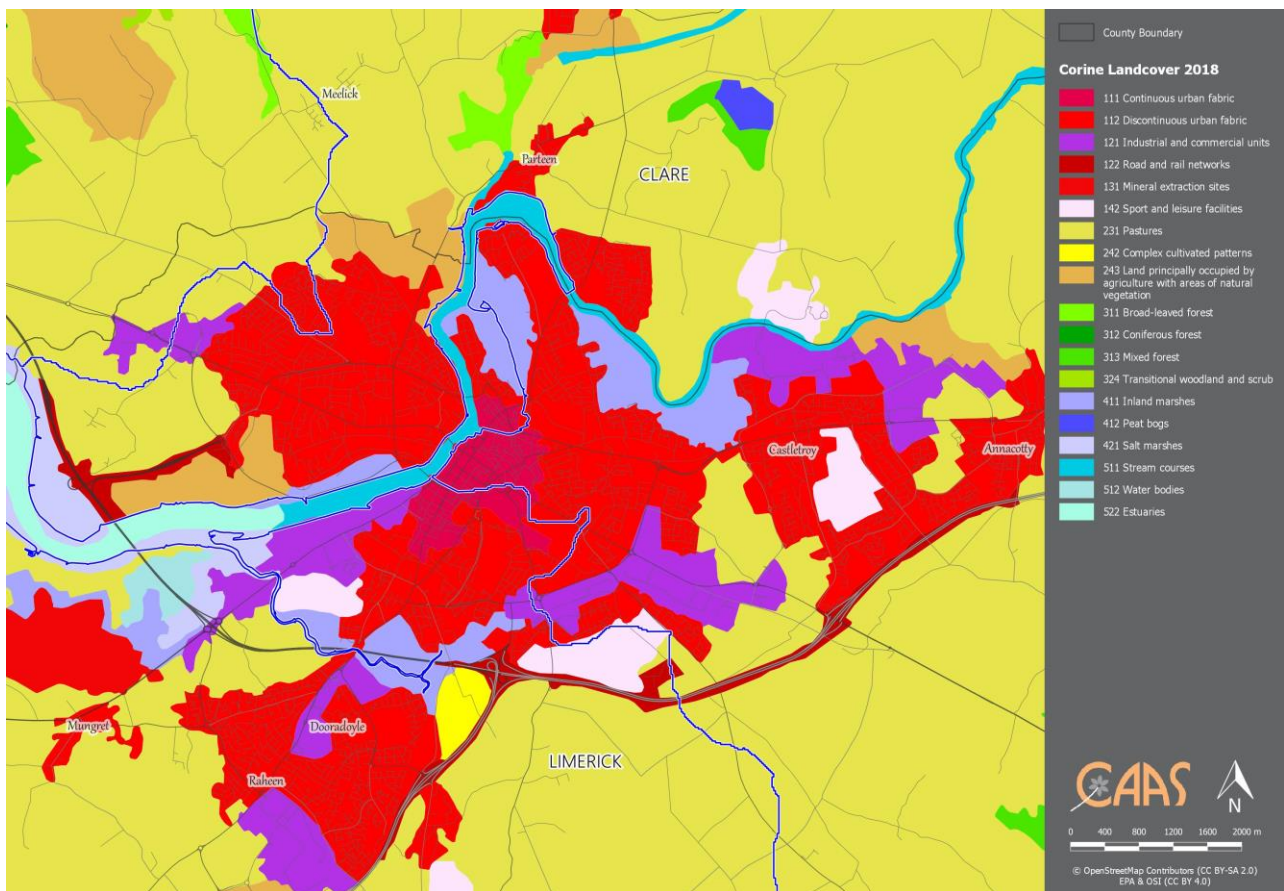 Meelick
Parteen
CLARE
Castletroy
Annacotty
Mungret
Dooradoyle
Raheen
LIMERICK
County Boundary
Corine Landcover 2018
111 Continuous urban fabric
112 Discontinuous urban fabric
121 Industrial and commercial units
122 Road and rail networks
131 Mineral extraction sites
142 Sport and leisure facilities
231 Pastures
242 Complex cultivated patterns
243 Land principally occupied by
agriculture with areas of natural
vegetation
311 Broad-leaved forest
312 Coniferous forest
313 Mixed forest
324 Transitional woodland and scrub
411 Inland marshes
412 Peat bogs
421 Salt marshes
511 Stream courses
512 Water bodies
522 Estuaries
CAAS
N
0 400 800 1200 1600 2000 m
© OpenStreetMap Contributors (CC BY-SA 2.0)
EPA & OSI (CC BY 4.0)